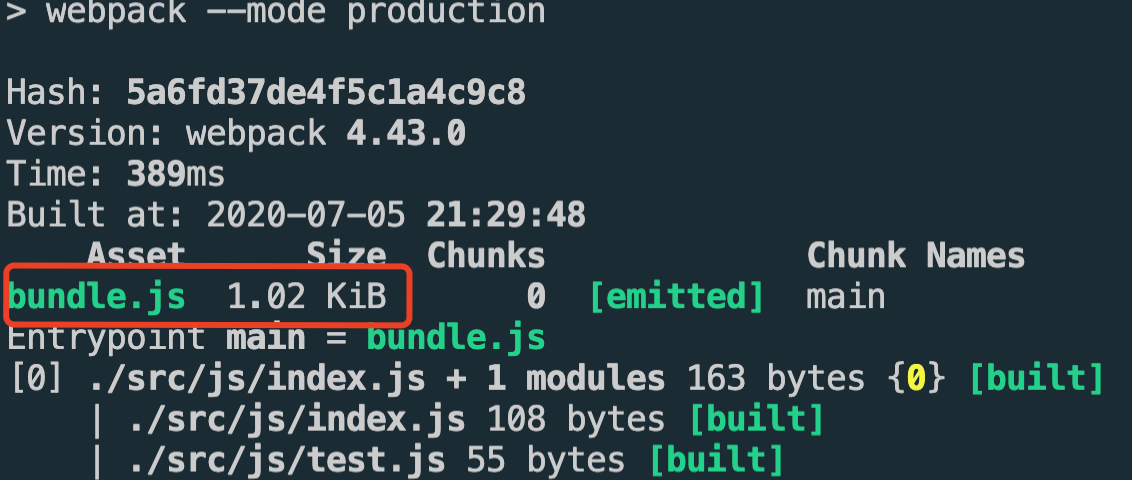 > webpack --mode production
Hash: 5a6fd37de4f5c1a4c9c8
Version: webpack 4.43.0
Time: 389ms
Built at: 2020-07-05 21:29:48
Asset Size Chunks Chunk Names
bundle.js 1.02 KiB 0 [emitted] main
Entrypoint main = bundle.js
[0] ./src/js/index.js + 1 modules 163 bytes {0} [built]
| ./src/js/index.js 108 bytes [built]
| ./src/js/test.js 55 bytes [built]